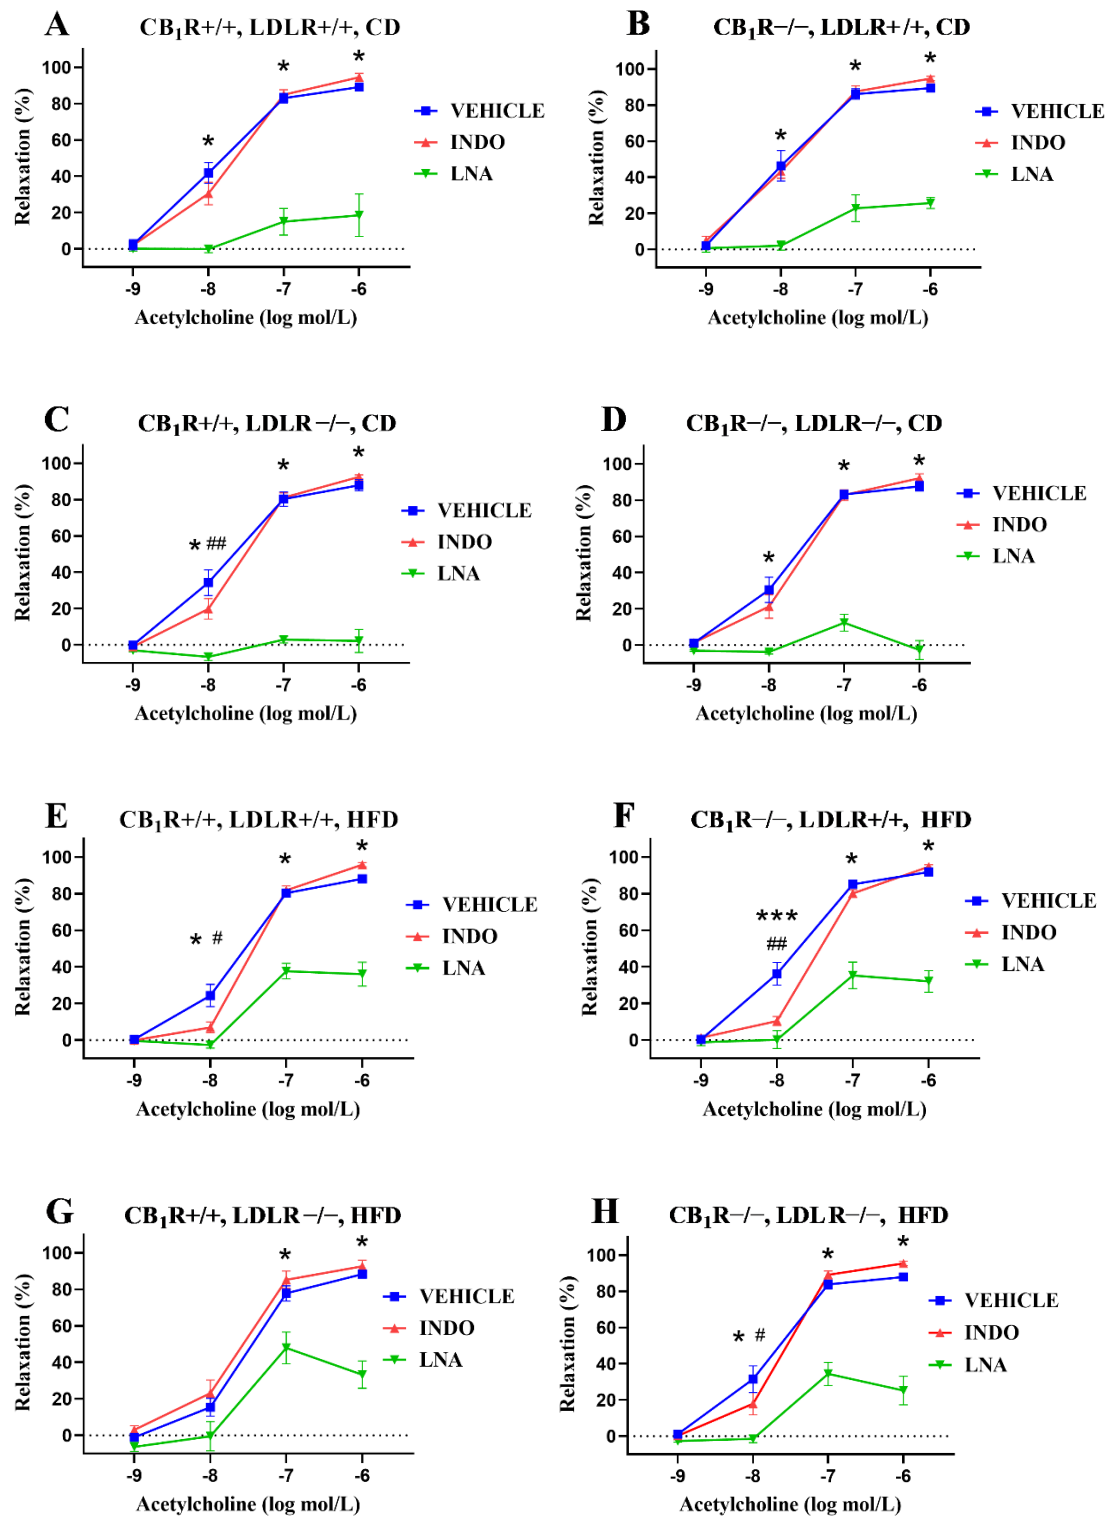 A
CB1R+/+, LDLR+/+, CD
*
*
*
100
80
60
40
20
0
Relaxation (%)
-9 -8 -7 -6
Acetylcholine (log mol/L)
VEHICLE
INDO
LNA
B
CB1R−/−, LDLR+/+, CD
*
*
*
100
80
60
40
20
0
Relaxation (%)
-9 -8 -7 -6
Acetylcholine (log mol/L)
VEHICLE
INDO
LNA
C
CB1R+/+, LDLR−/−, CD
*
*
* ##
100
80
60
40
20
0
Relaxation (%)
-9 -8 -7 -6
Acetylcholine (log mol/L)
VEHICLE
INDO
LNA
D
CB1R−/−, LDLR−/−, CD
*
*
*
100
80
60
40
20
0
Relaxation (%)
-9 -8 -7 -6
Acetylcholine (log mol/L)
VEHICLE
INDO
LNA
E
CB1R+/+, LDLR+/+, HFD
*
*
* #
100
80
60
40
20
0
Relaxation (%)
-9 -8 -7 -6
Acetylcholine (log mol/L)
VEHICLE
INDO
LNA
F
CB1R−/−, LDLR+/+, HFD
*
*
***
##
100
80
60
40
20
0
Relaxation (%)
-9 -8 -7 -6
Acetylcholine (log mol/L)
VEHICLE
INDO
LNA
G
CB1R+/+, LDLR−/−, HFD
*
*
100
80
60
40
20
0
Relaxation (%)
-9 -8 -7 -6
Acetylcholine (log mol/L)
VEHICLE
INDO
LNA
H
CB1R−/−, LDLR−/−, HFD
*
*
* #
100
80
60
40
20
0
Relaxation (%)
-9 -8 -7 -6
Acetylcholine (log mol/L)
VEHICLE
INDO
LNA